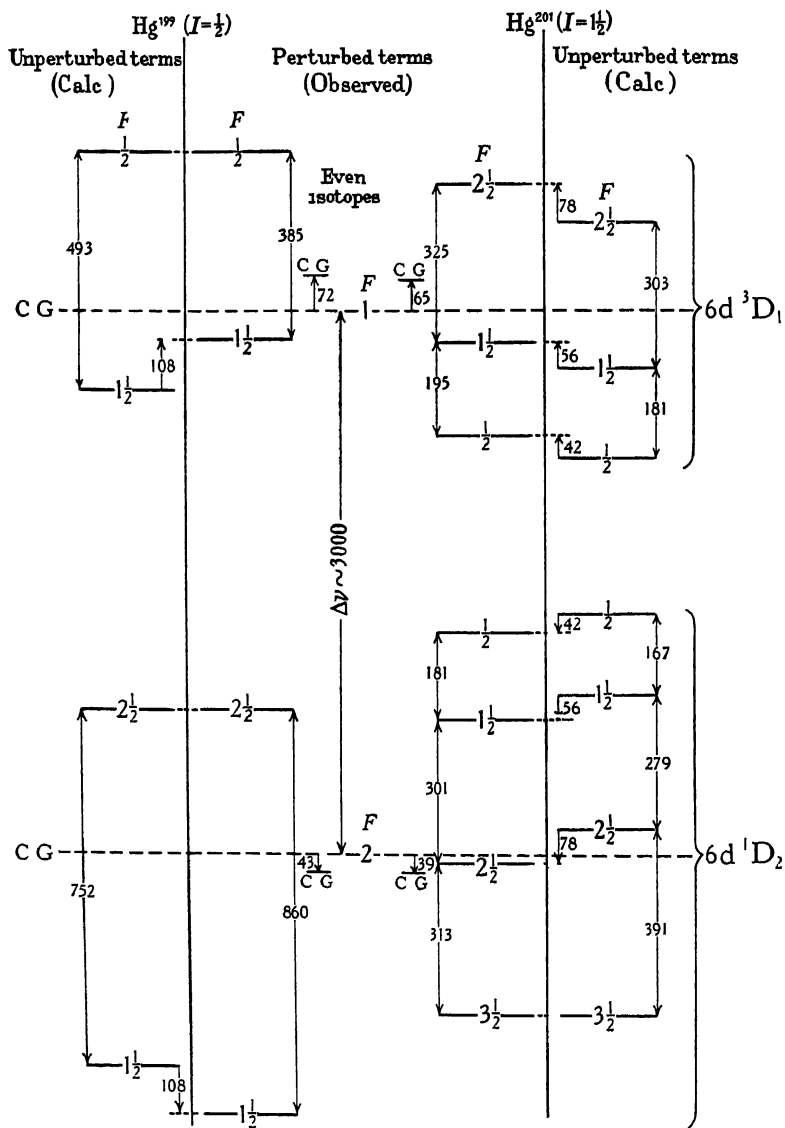 Hg¹⁹⁹ (I=½) Hg²⁰¹ (I=1½)
Unperturbed terms Perturbed terms Unperturbed terms
(Calc) (Observed) (Calc)
F F
½ ½
Even
isotopes
F
2½
78
F
2½
493
385
325
303
C G
72
C G
65
C G
F
1
6d ³D₁
108
1½
1½
1½
56
1½
195
181
½
42
½
Δν~3000
½
42
½
181
167
2½ 2½
1½
56
1½
301
279
F
2½
78
C G
43
C G
2
39
C G
2½
6d ¹D₂
752
860
313
391
3½ 3½
1½
108
1½